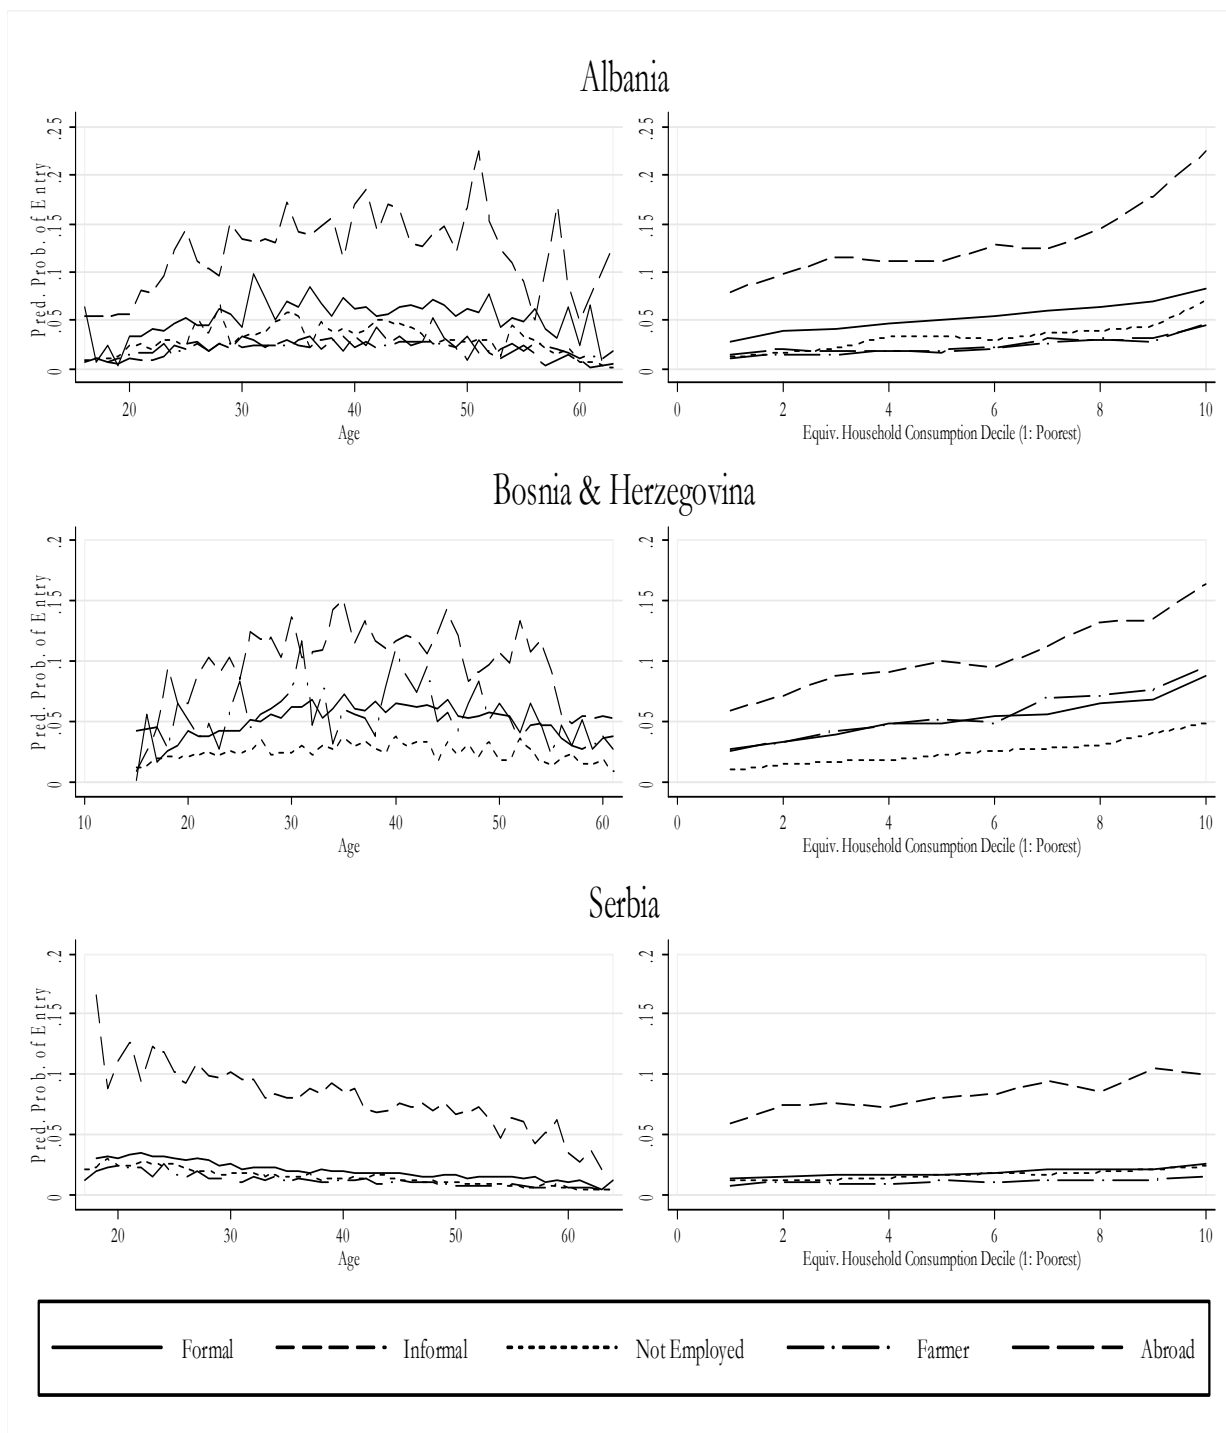 Albania
Pred. Prob. of Entry
0 .05 .1 .15 .2 .25
20 30 40 50 60
Age
0 .05 .1 .15 .2 .25
0 2 4 6 8 10
Equiv. Household Consumption Decile (1: Poorest)
Bosnia & Herzegovina
Pred. Prob. of Entry
0 .05 .1 .15 .2
10 20 30 40 50 60
Age
0 .05 .1 .15 .2
0 2 4 6 8 10
Equiv. Household Consumption Decile (1: Poorest)
Serbia
Pred. Prob. of Entry
0 .05 .1 .15 .2
20 30 40 50 60
Age
0 .05 .1 .15 .2
0 2 4 6 8 10
Equiv. Household Consumption Decile (1: Poorest)
Formal Informal Not Employed Farmer Abroad